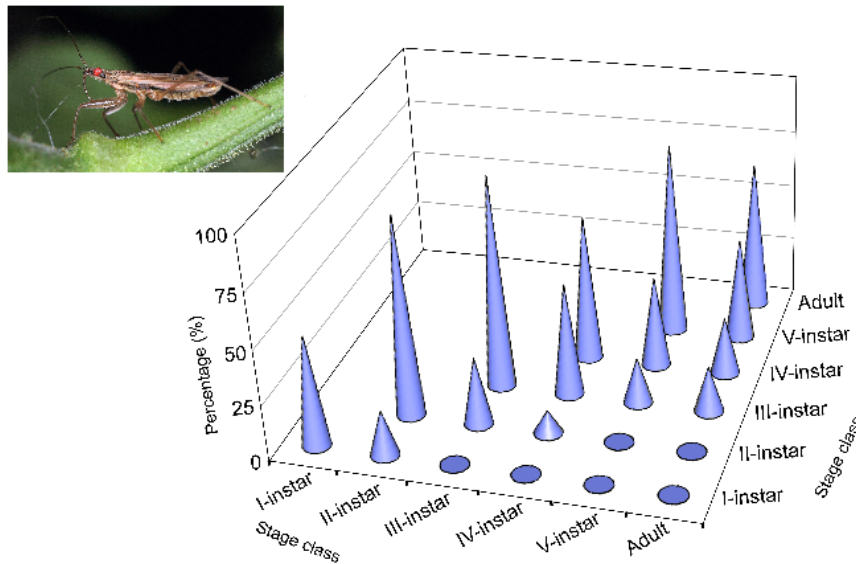 100
75
50
25
0
Percentage (%)
I-instar
II-instar
III-instar
IV-instar
V-instar
Adult
Stage class
Adult
V-instar
IV-instar
III-instar
II-instar
I-instar
Stage class